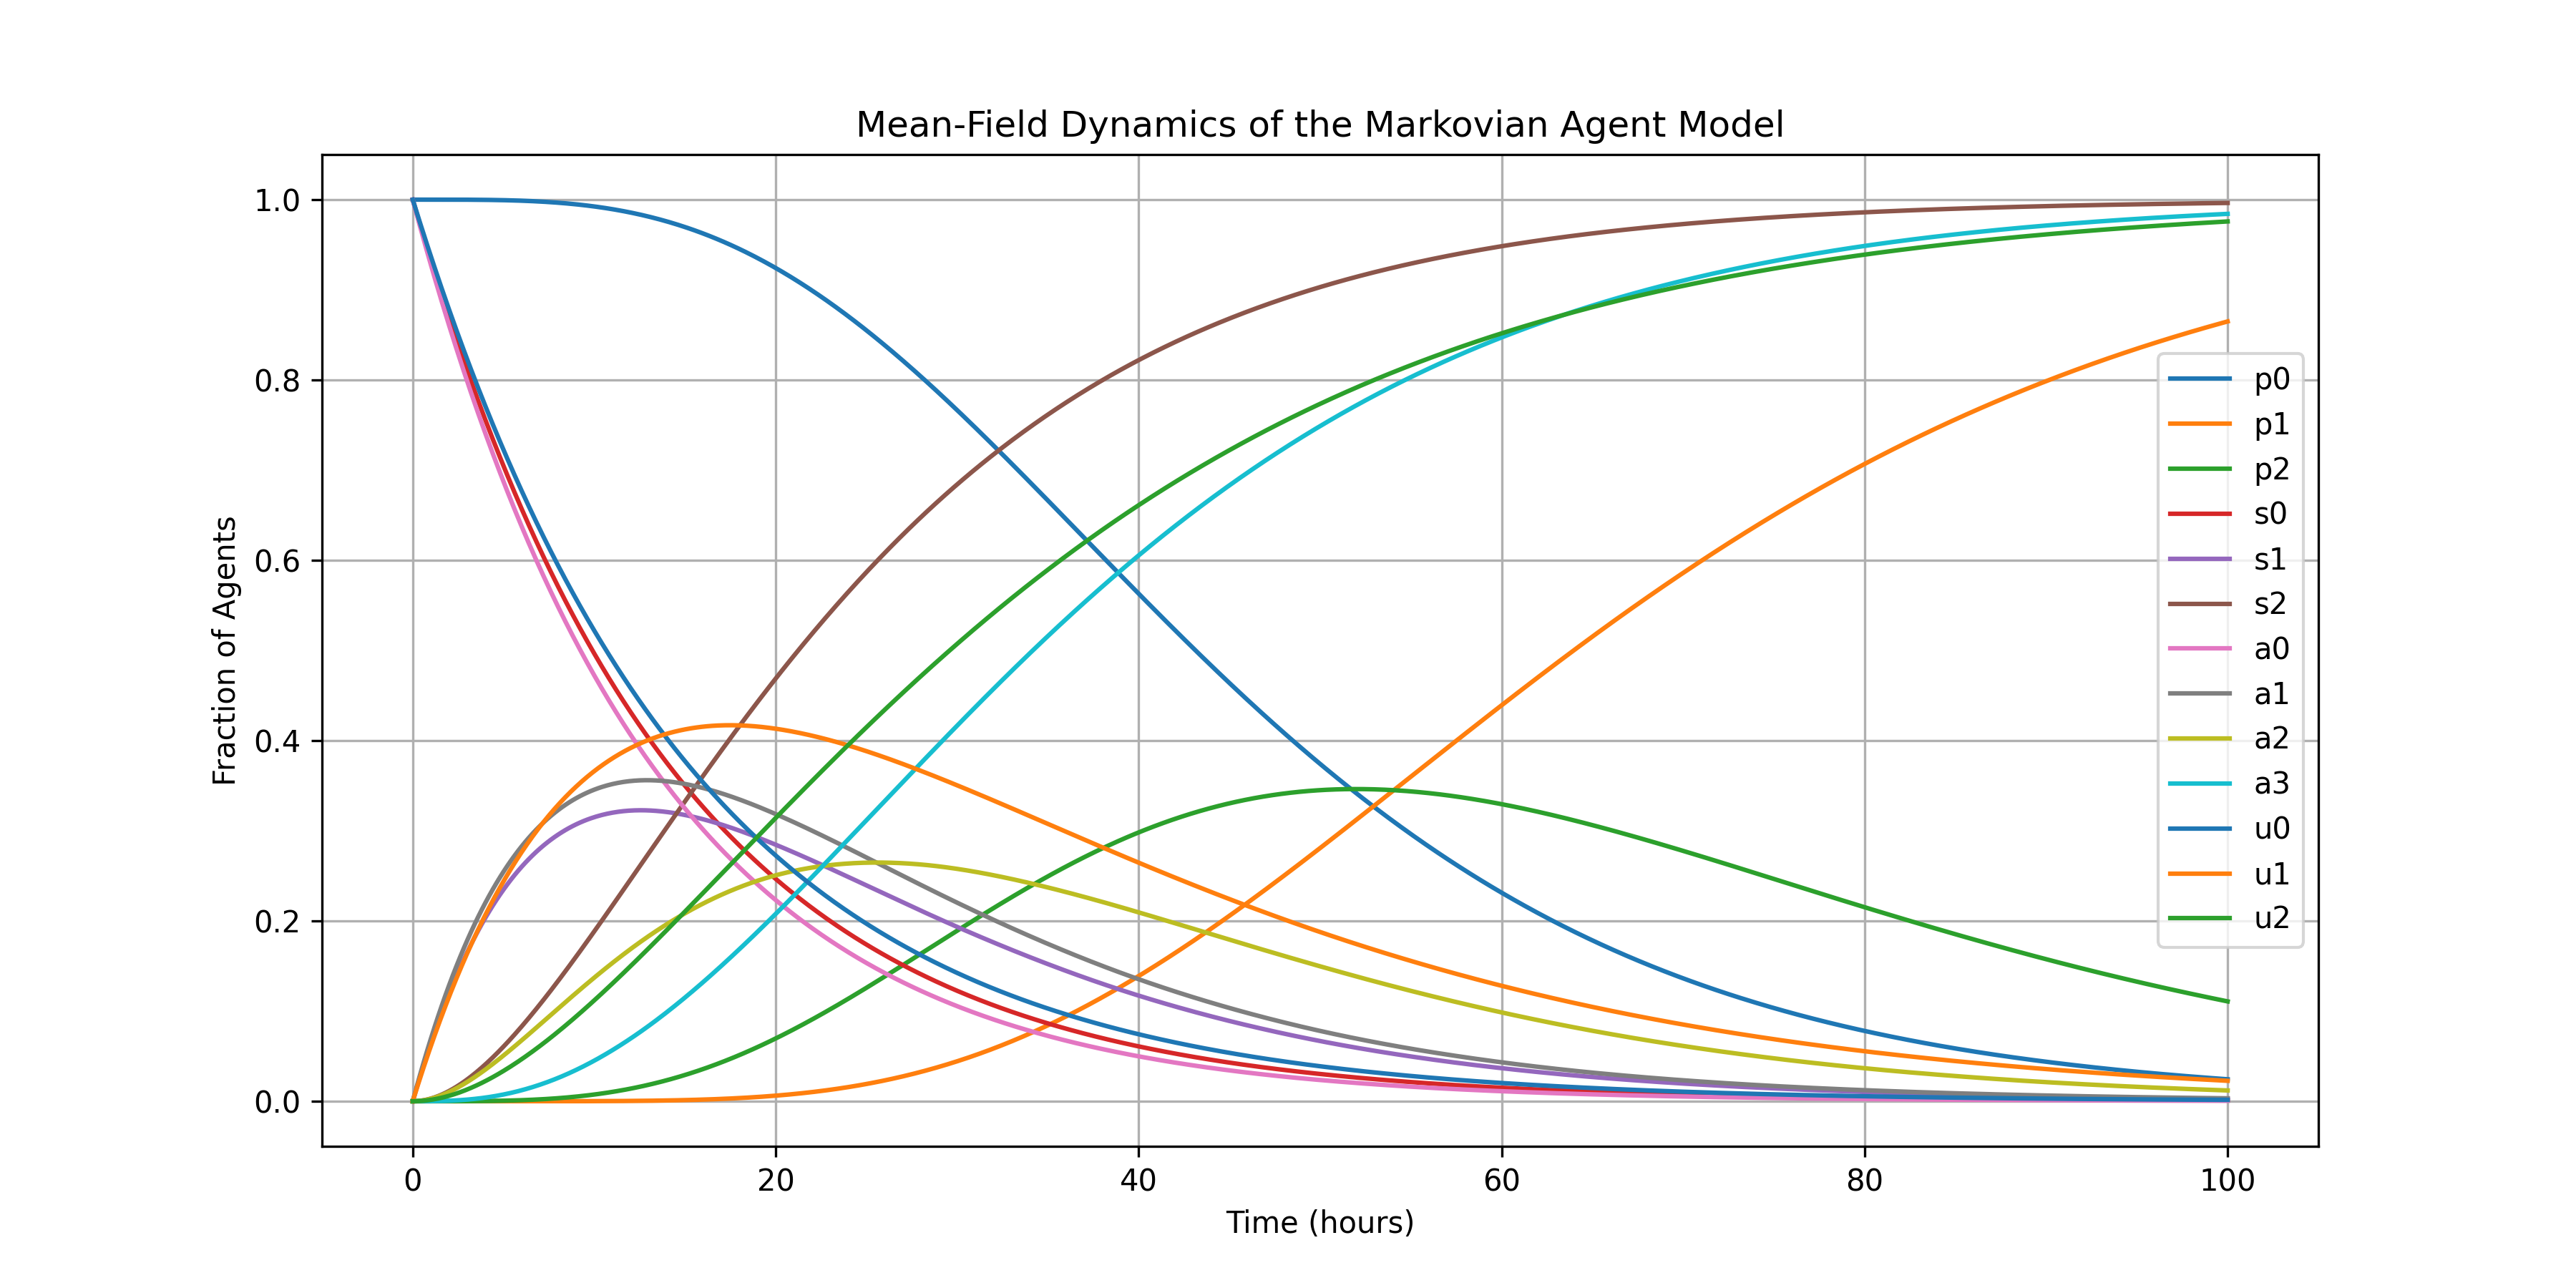 Mean-Field Dynamics of the Markovian Agent Model
1.0
0.8
0.6
0.4
0.2
0.0
Fraction of Agents
0 20 40 60 80 100
Time (hours)
p0
p1
p2
s0
s1
s2
a0
a1
a2
a3
u0
u1
u2